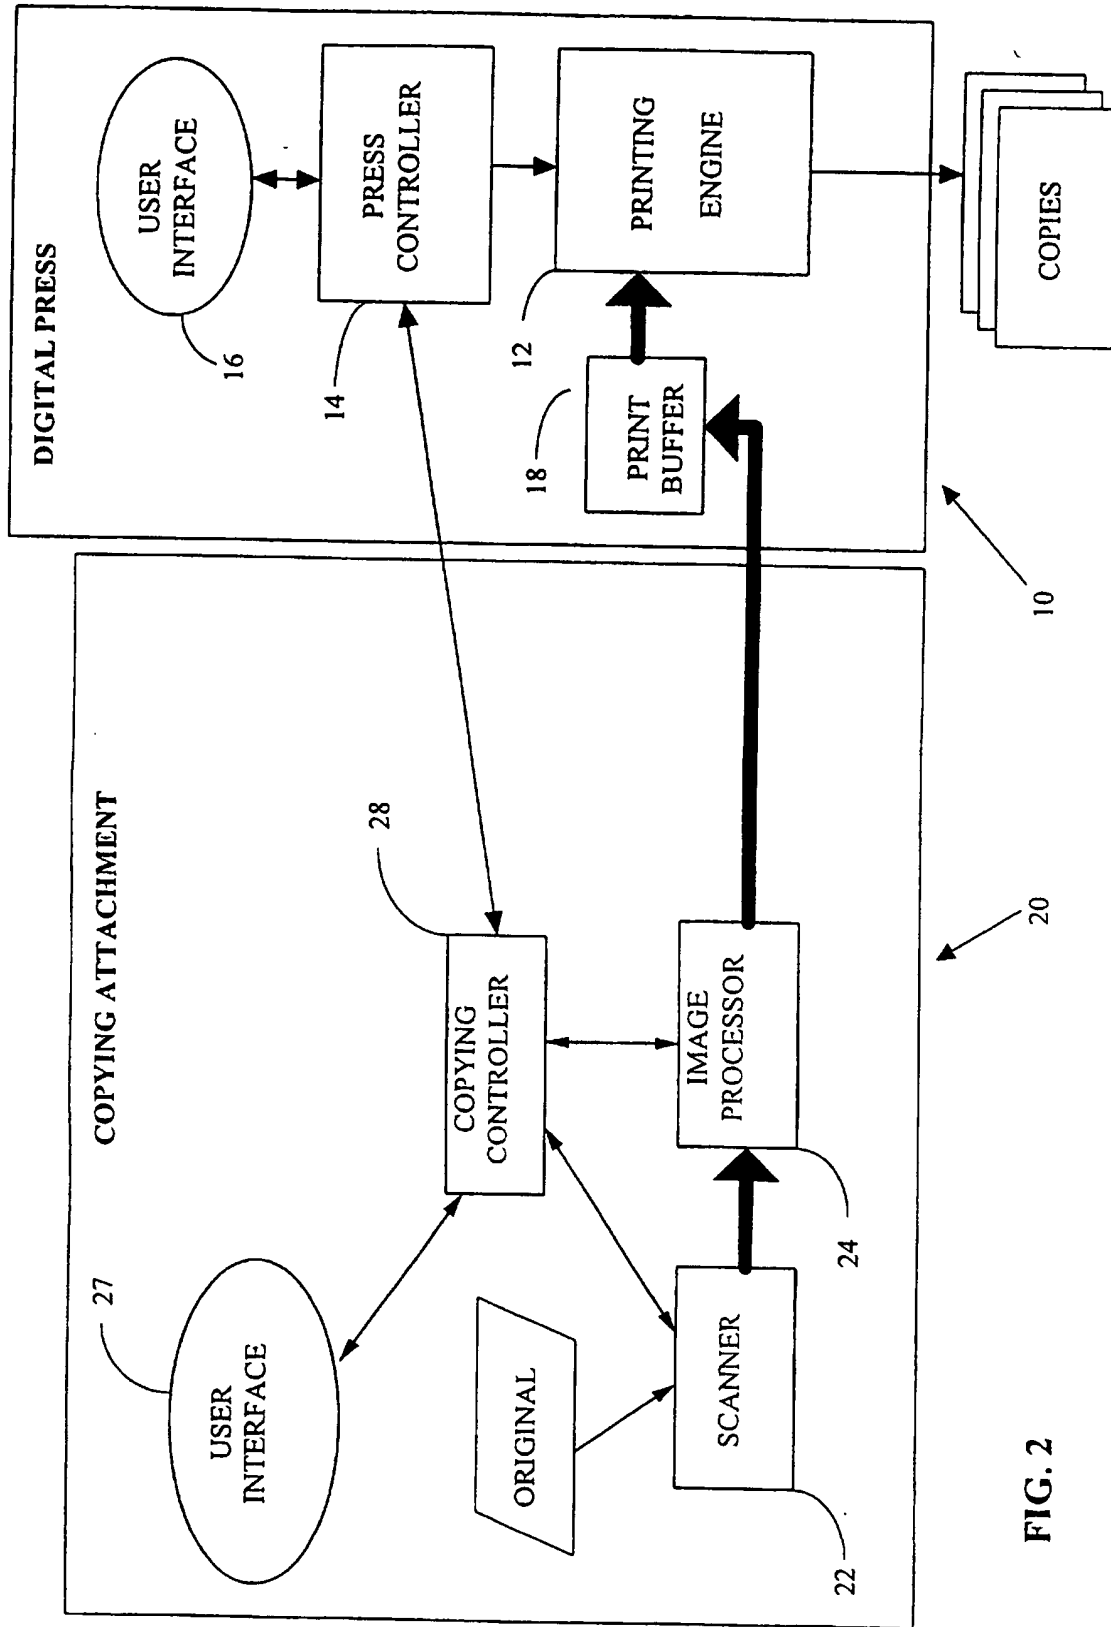 COPYING ATTACHMENT
27
USER
INTERFACE
28
COPYING
CONTROLLER
ORIGINAL
SCANNER
22
IMAGE
PROCESSOR
24
20
DIGITAL PRESS
USER
INTERFACE
16
PRESS
CONTROLLER
14
PRINTING
ENGINE
12
PRINT
BUFFER
18
10
COPIES
FIG. 2